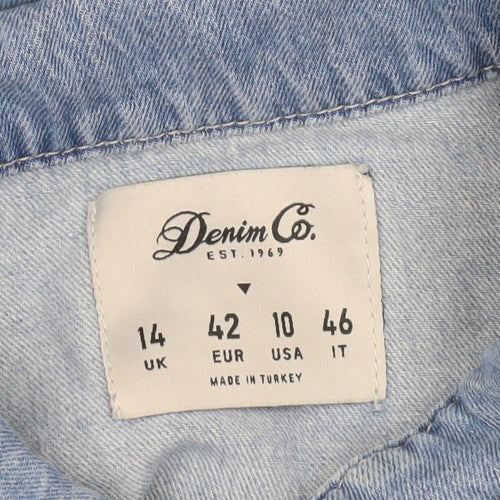 Denim Co.
EST. 1969
14 42 10 46
UK EUR USA IT
MADE IN TURKEY